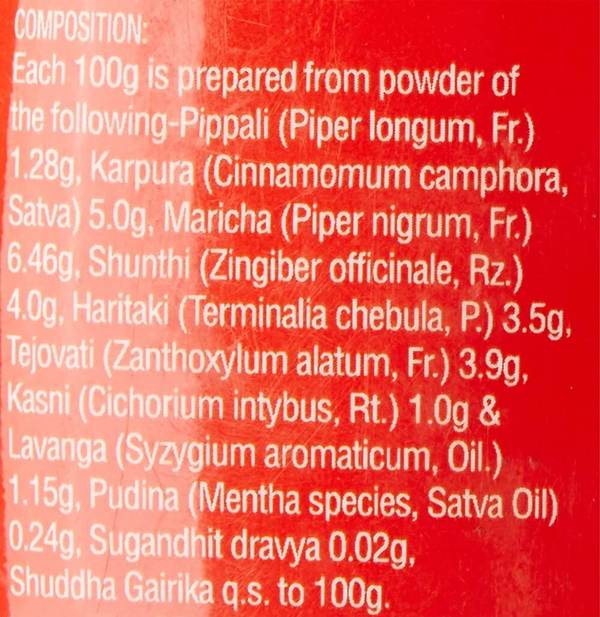 COMPOSITION:
Each 100g is prepared from powder of
the following-Pippali (Piper longum, Fr.)
1.28g, Karpura (Cinnamomum camphora,
Satva) 5.0g, Maricha (Piper nigrum, Fr.)
6.46g, Shunthi (Zingiber officinale, Rz.)
4.0g, Haritaki (Terminalia chebula, P.) 3.5g,
Tejovati (Zanthoxylum alatum, Fr.) 3.9g,
Kasni (Cichorium intybus, Rt.) 1.0g &
Lavanga (Syzygium aromaticum, Oil.)
1.15g, Pudina (Mentha species, Satva Oil)
0.24g, Sugandhit dravya 0.02g,
Shuddha Gairika q.s. to 100g.